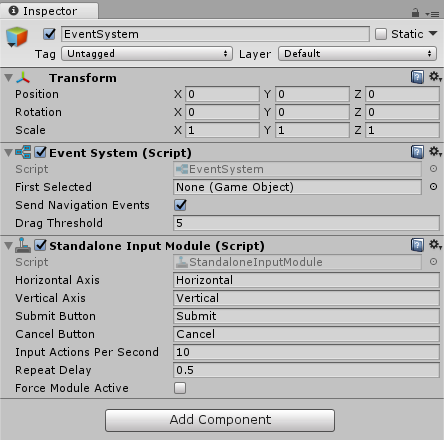 Inspector
EventSystem Static
Tag Untagged Layer Default
Transform
Position X 0 Y 0 Z 0
Rotation X 0 Y 0 Z 0
Scale X 1 Y 1 Z 1
Event System (Script)
Script EventSystem
First Selected None (Game Object)
Send Navigation Events
Drag Threshold 5
Standalone Input Module (Script)
Script StandaloneInputModule
Horizontal Axis Horizontal
Vertical Axis Vertical
Submit Button Submit
Cancel Button Cancel
Input Actions Per Second 10
Repeat Delay 0.5
Force Module Active
Add Component